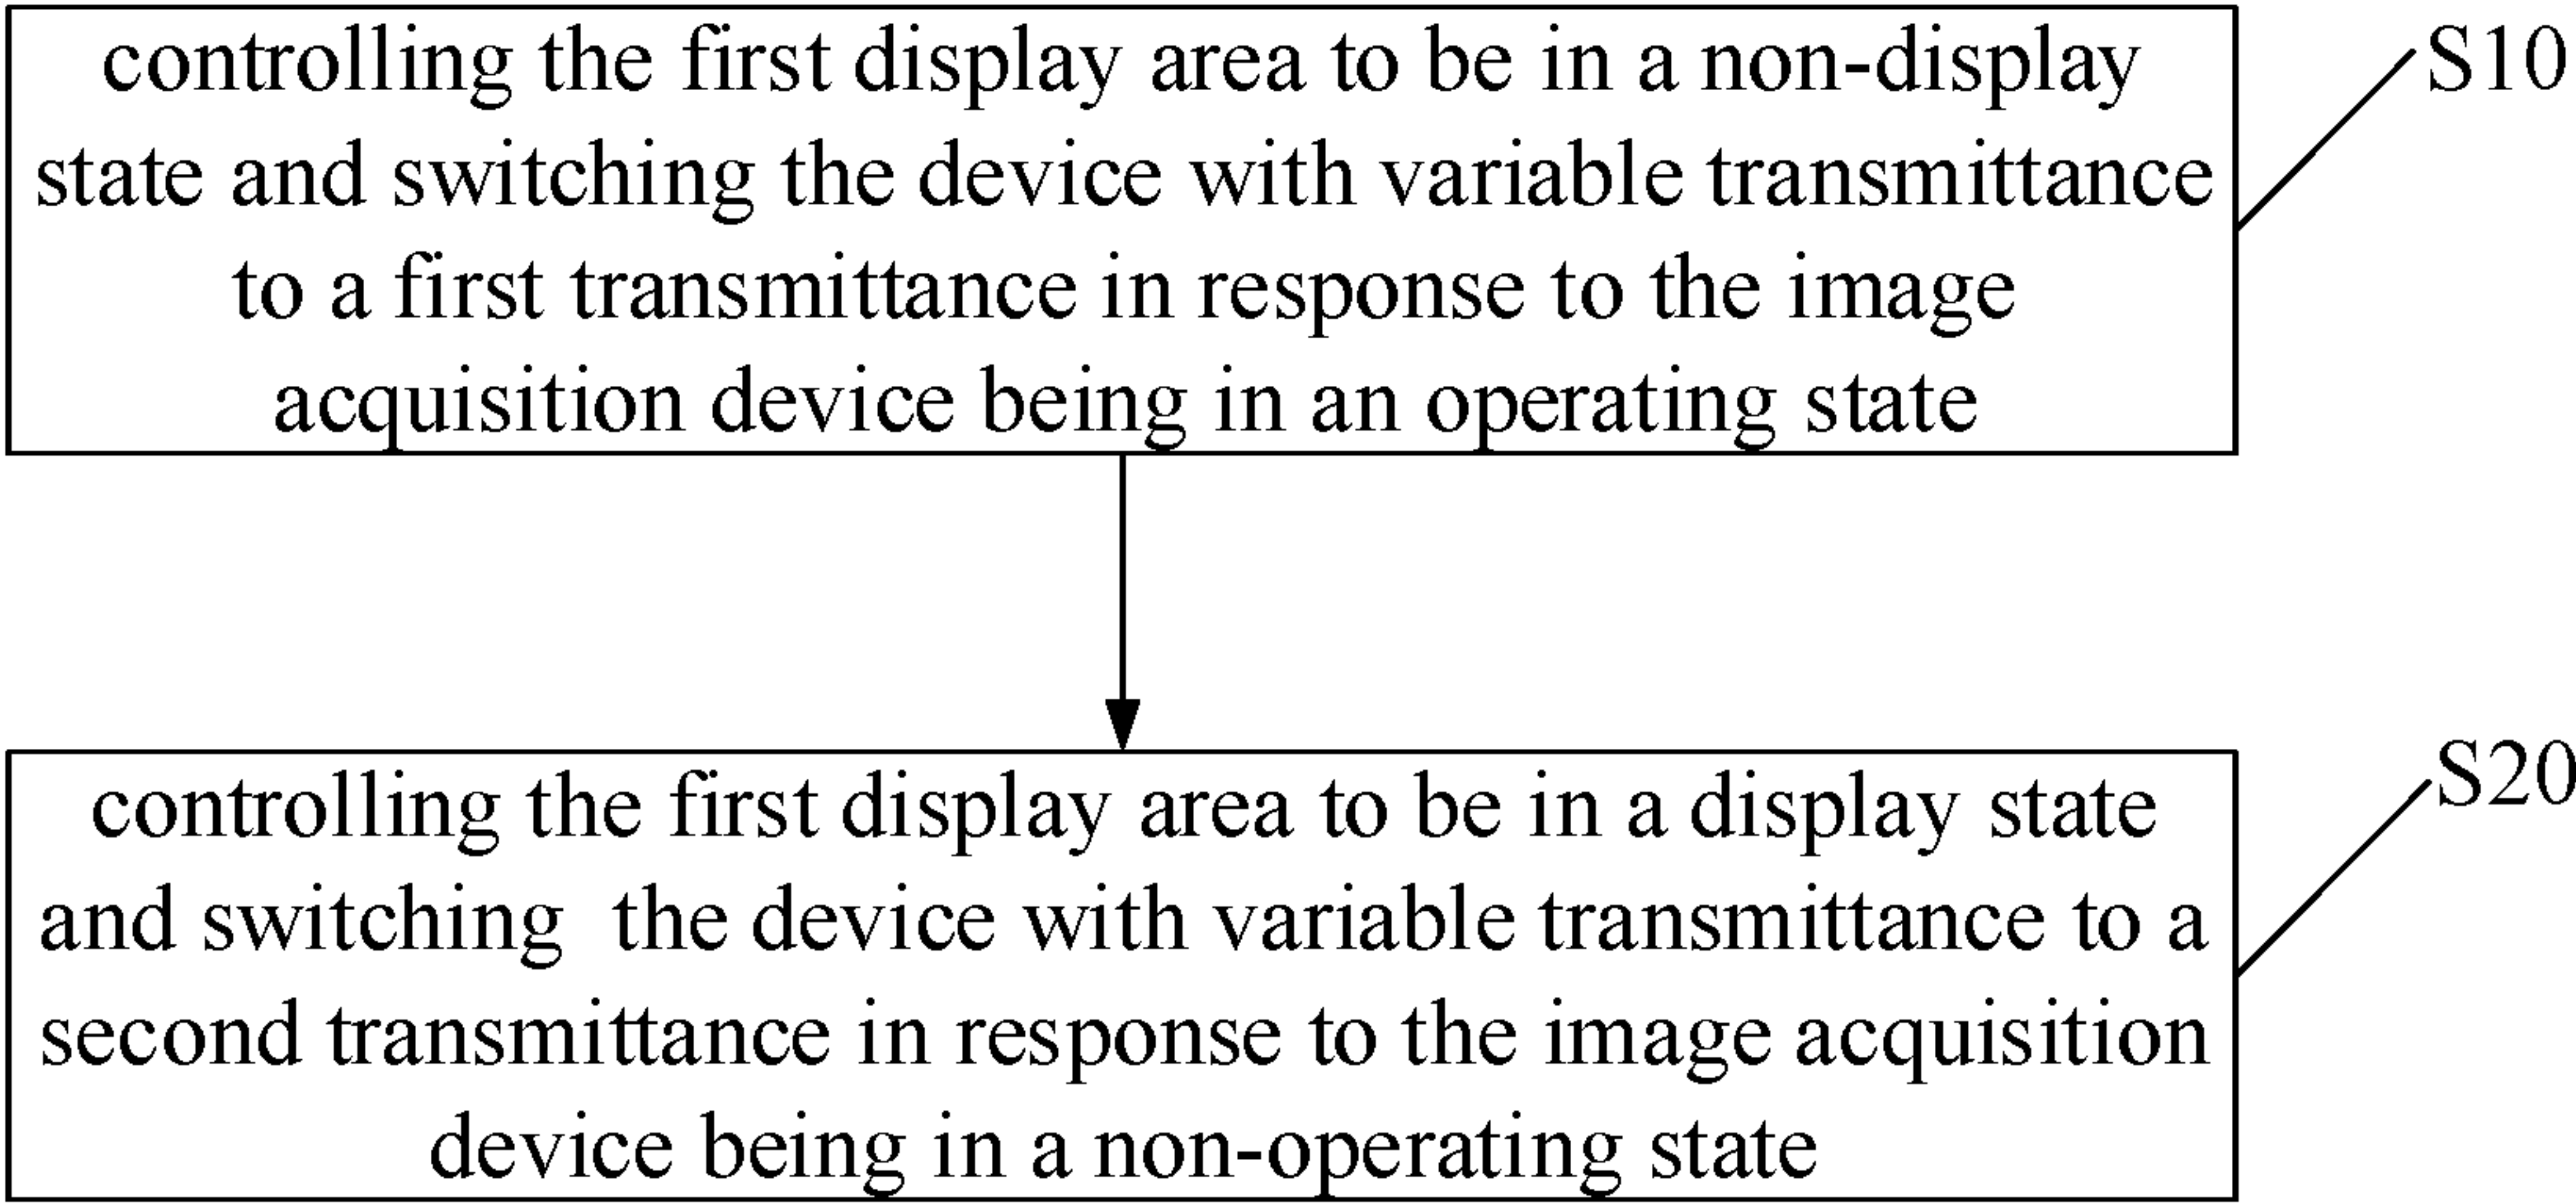 controlling the first display area to be in a non-display
state and switching the device with variable transmittance
to a first transmittance in response to the image
acquisition device being in an operating state
S10
controlling the first display area to be in a display state
and switching  the device with variable transmittance to a
second transmittance in response to the image acquisition
device being in a non-operating state
S20